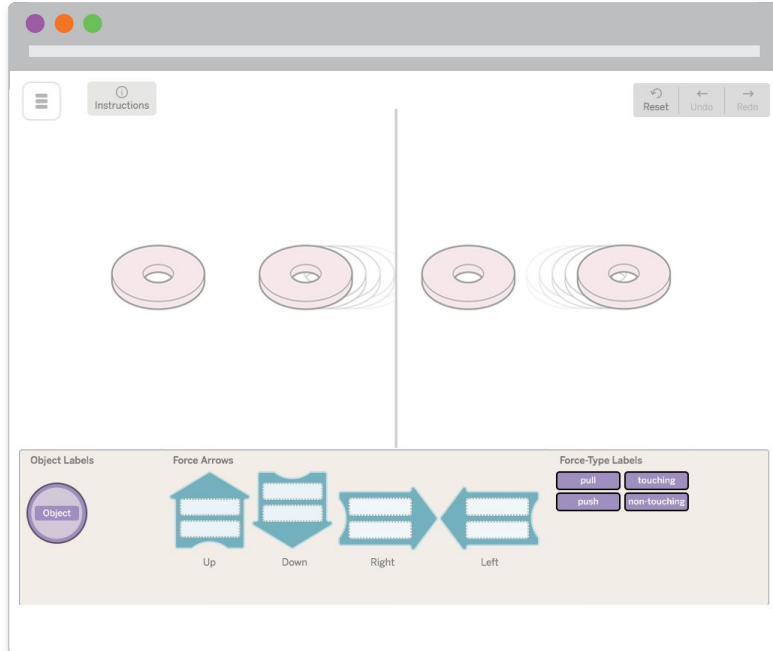 Instructions
Reset
Undo
Redo
Object Labels
Force Arrows
Force-Type Labels
Object
pull
touching
push
non-touching
Up
Down
Right
Left